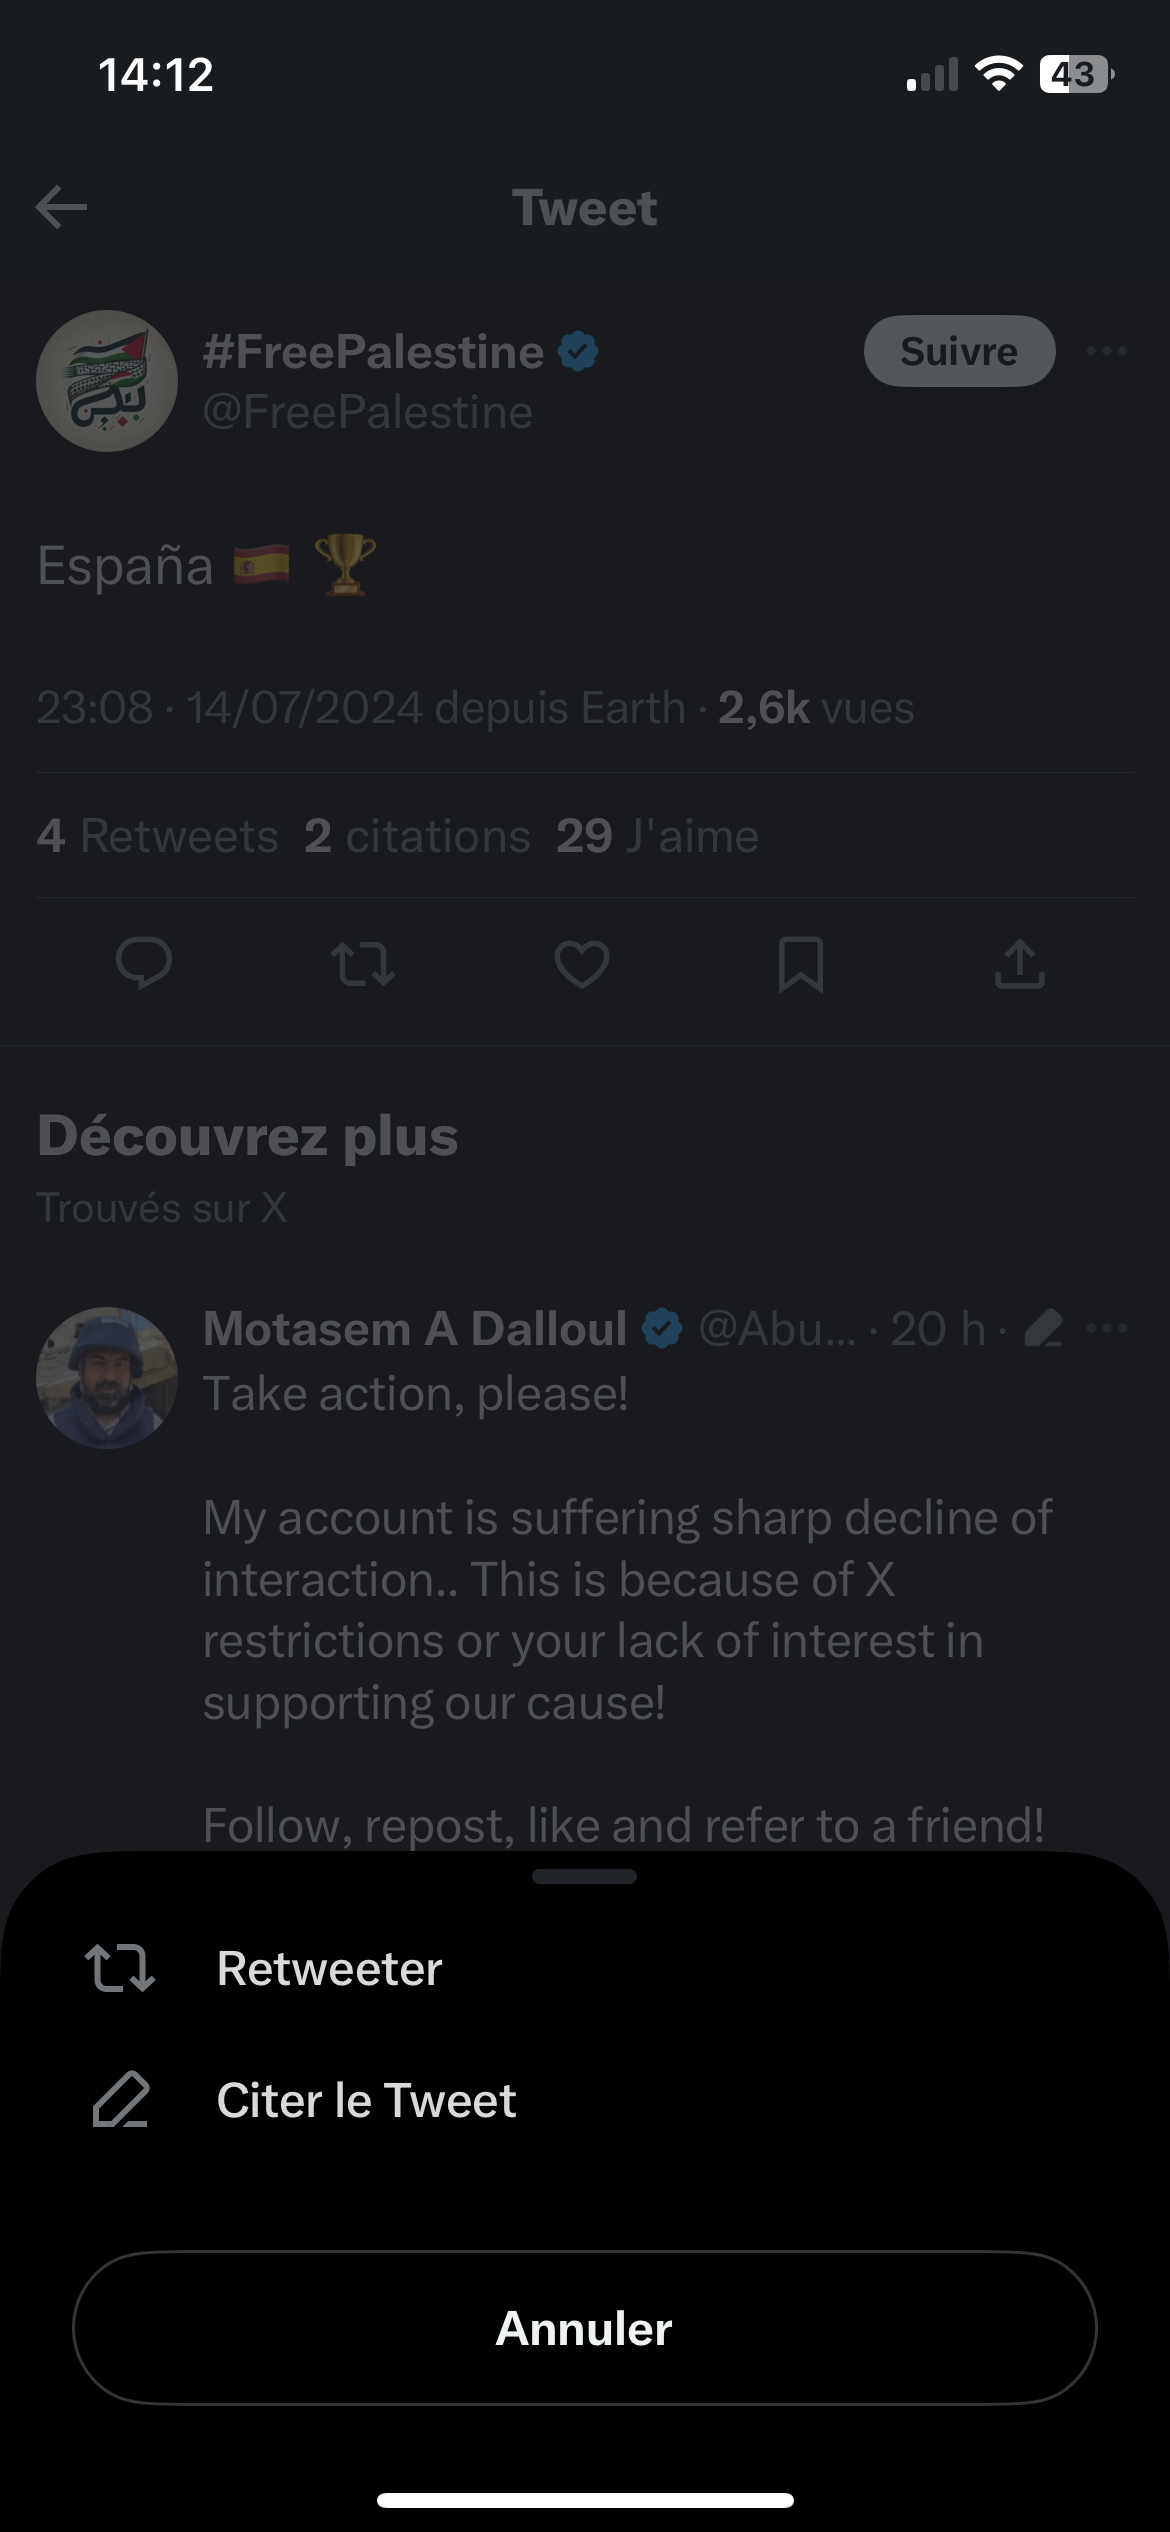 14:12
43
Tweet
#FreePalestine
Suivre
@FreePalestine
España 🇪🇸 🏆
23:08 · 14/07/2024 depuis Earth · 2,6k vues
4 Retweets 2 citations 29 J'aime
Découvrez plus
Trouvés sur X
Motasem A Dalloul @Abu... · 20 h ·
Take action, please!
My account is suffering sharp decline of
interaction.. This is because of X
restrictions or your lack of interest in
supporting our cause!
Follow, repost, like and refer to a friend!
Retweeter
Citer le Tweet
Annuler